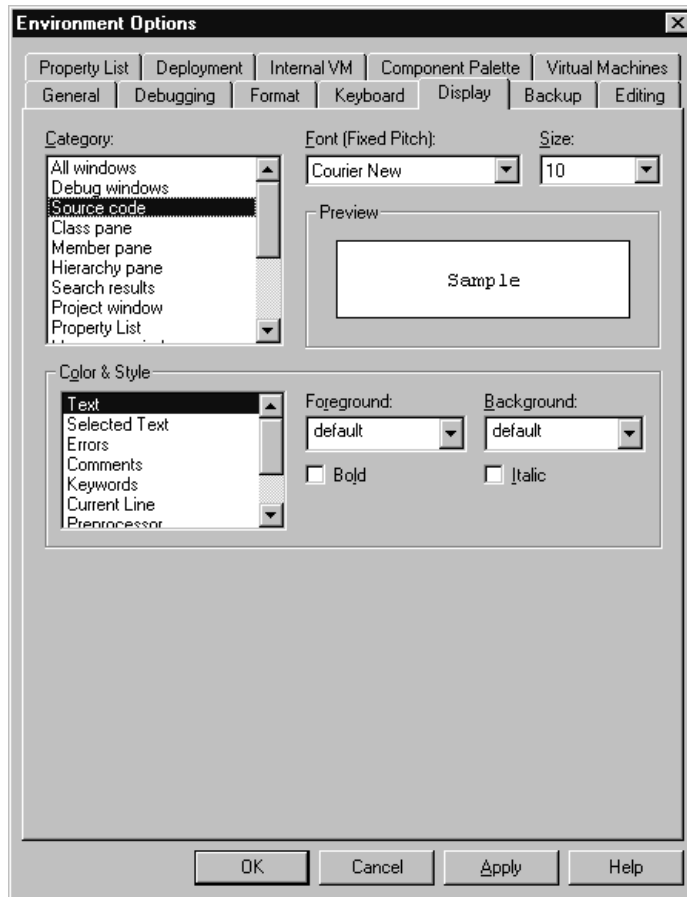 Environment Options
Property List Deployment Internal VM Component Palette Virtual Machines
General Debugging Format Keyboard Display Backup Editing
Category:
All windows
Debug windows
Source code
Class pane
Member pane
Hierarchy pane
Search results
Project window
Property List
Font (Fixed Pitch): Size:
Courier New 10
Preview
Sample
Color & Style
Text
Selected Text
Errors
Comments
Keywords
Current Line
Preprocessor
Foreground: Background:
default default
Bold Italic
OK Cancel Apply Help